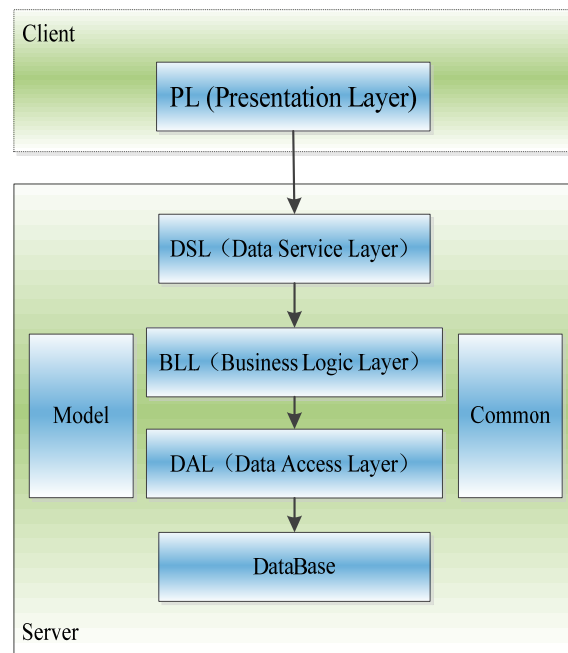 Client
PL (Presentation Layer)
DSL（Data Service Layer）
BLL（Business Logic Layer）
Model
Common
DAL（Data Access Layer）
DataBase
Server